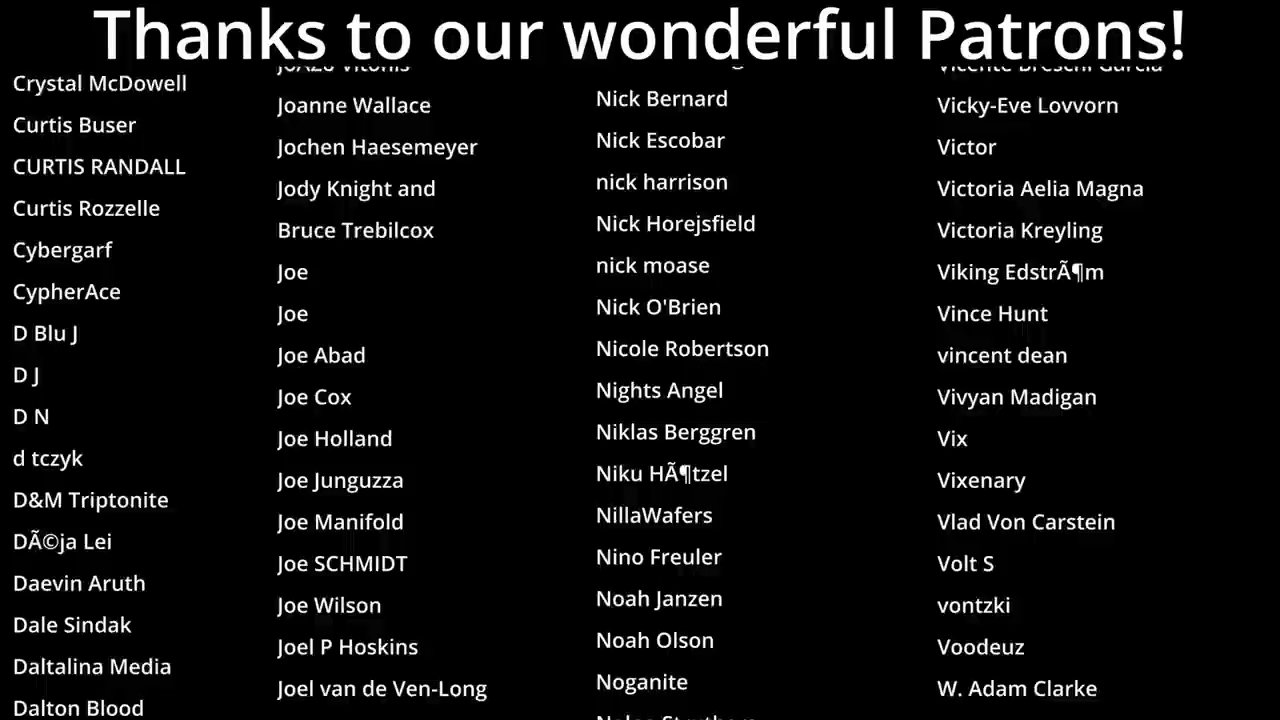 Thanks to our wonderful Patrons!
Crystal McDowell
Curtis Buser
CURTIS RANDALL
Curtis Rozzelle
Cybergarf
CypherAce
D Blu J
D J
D N
d tczyk
D&M Triptonite
DÃ©ja Lei
Daevin Aruth
Dale Sindak
Daltalina Media
Dalton Blood
Joanne Wallace
Jochen Haesemeyer
Jody Knight and
Bruce Trebilcox
Joe
Joe
Joe Abad
Joe Cox
Joe Holland
Joe Junguzza
Joe Manifold
Joe SCHMIDT
Joe Wilson
Joel P Hoskins
Joel van de Ven-Long
Nick Bernard
Nick Escobar
nick harrison
Nick Horejsfield
nick moase
Nick O'Brien
Nicole Robertson
Nights Angel
Niklas Berggren
Niku HÃ¶tzel
NillaWafers
Nino Freuler
Noah Janzen
Noah Olson
Noganite
Vicente Breschi Garcia
Vicky-Eve Lovvorn
Victor
Victoria Aelia Magna
Victoria Kreyling
Viking EdstrÃ¶m
Vince Hunt
vincent dean
Vivyan Madigan
Vix
Vixenary
Vlad Von Carstein
Volt S
vontzki
Voodeuz
W. Adam Clarke